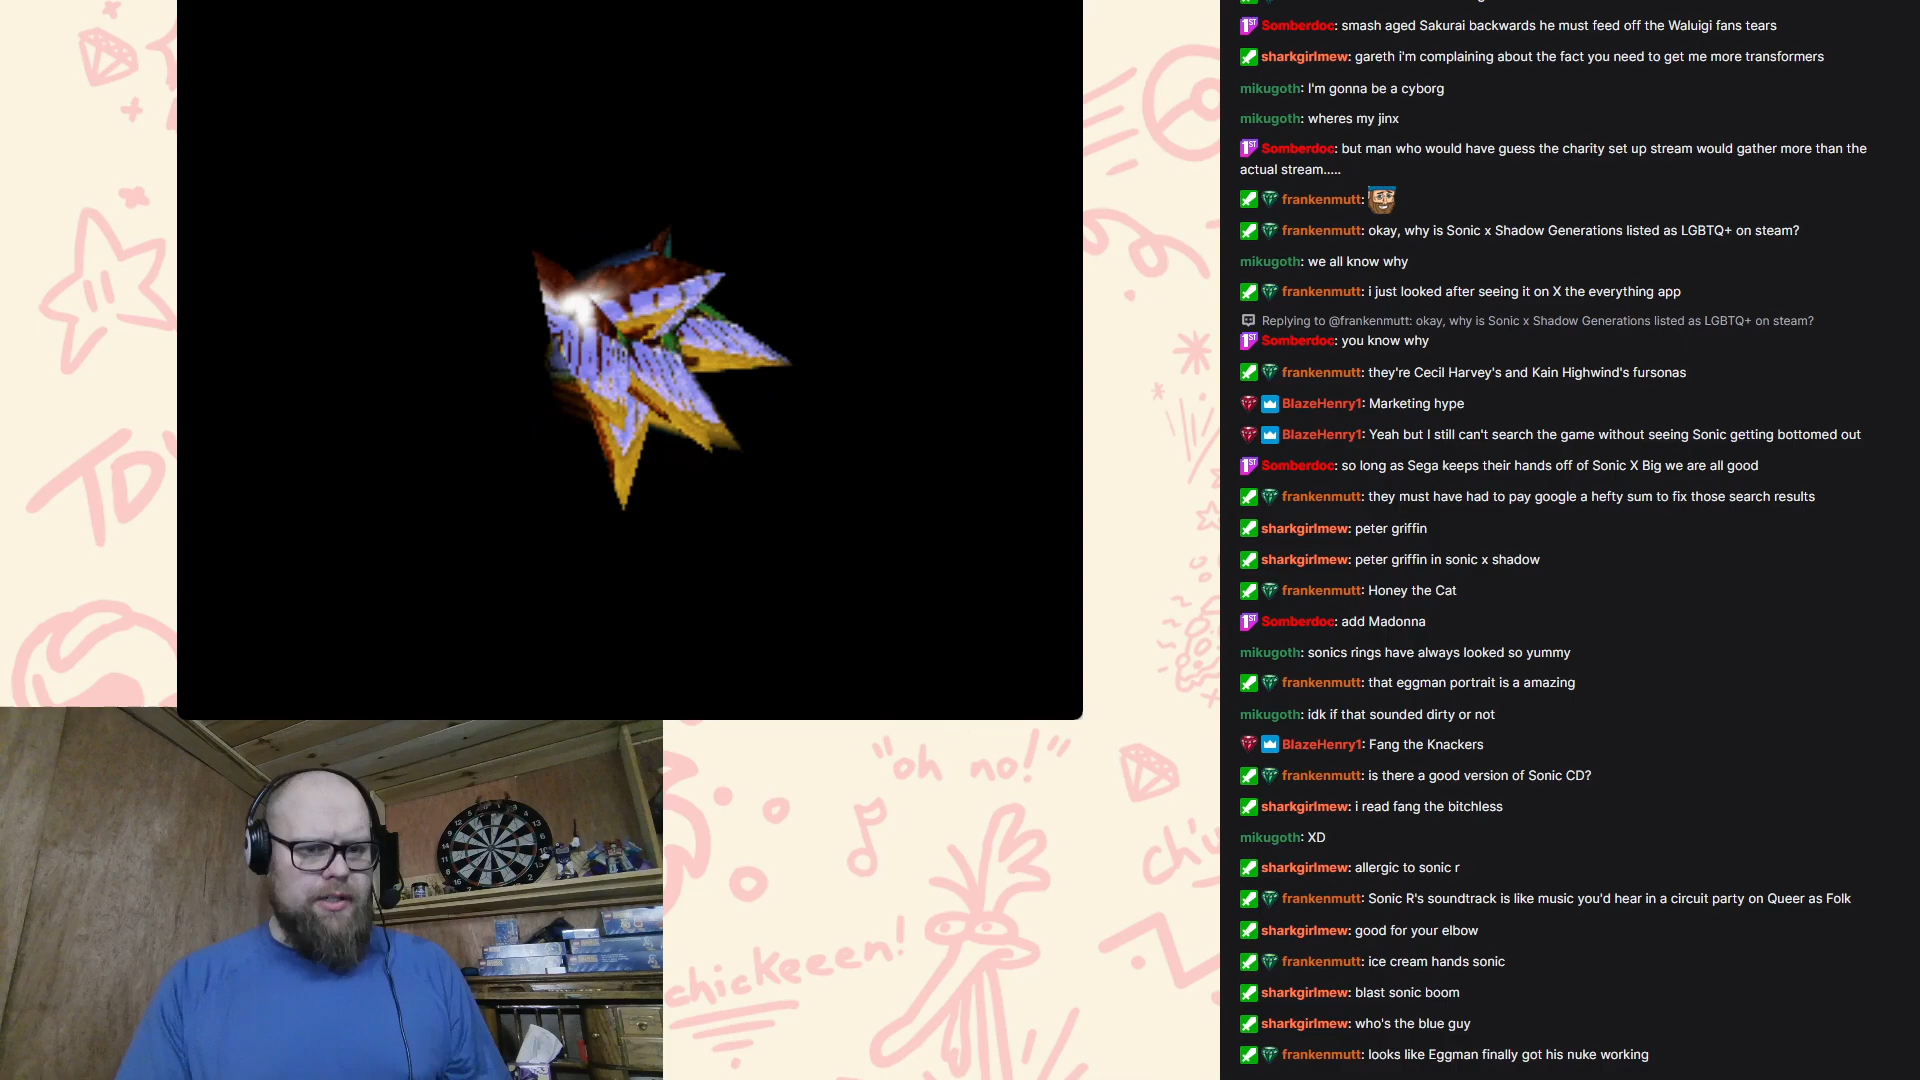 Somberdoc: smash aged Sakurai backwards he must feed off the Waluigi fans tears
sharkgirlmew: gareth i'm complaining about the fact you need to get me more transformers
mikugoth: I'm gonna be a cyborg
mikugoth: wheres my jinx
Somberdoc: but man who would have guess the charity set up stream would gather more than the
actual stream.....
frankenmutt:
frankenmutt: okay, why is Sonic x Shadow Generations listed as LGBTQ+ on steam?
mikugoth: we all know why
frankenmutt: i just looked after seeing it on X the everything app
Replying to @frankenmutt: okay, why is Sonic x Shadow Generations listed as LGBTQ+ on steam?
Somberdoc: you know why
frankenmutt: they're Cecil Harvey's and Kain Highwind's fursonas
BlazeHenry1: Marketing hype
BlazeHenry1: Yeah but I still can't search the game without seeing Sonic getting bottomed out
Somberdoc: so long as Sega keeps their hands off of Sonic X Big we are all good
frankenmutt: they must have had to pay google a hefty sum to fix those search results
sharkgirlmew: peter griffin
sharkgirlmew: peter griffin in sonic x shadow
frankenmutt: Honey the Cat
Somberdoc: add Madonna
mikugoth: sonics rings have always looked so yummy
frankenmutt: that eggman portrait is a amazing
mikugoth: idk if that sounded dirty or not
BlazeHenry1: Fang the Knackers
frankenmutt: is there a good version of Sonic CD?
sharkgirlmew: i read fang the bitchless
mikugoth: XD
sharkgirlmew: allergic to sonic r
frankenmutt: Sonic R's soundtrack is like music you'd hear in a circuit party on Queer as Folk
sharkgirlmew: good for your elbow
frankenmutt: ice cream hands sonic
sharkgirlmew: blast sonic boom
sharkgirlmew: who's the blue guy
frankenmutt: looks like Eggman finally got his nuke working
"oh no!"
chickeeen!